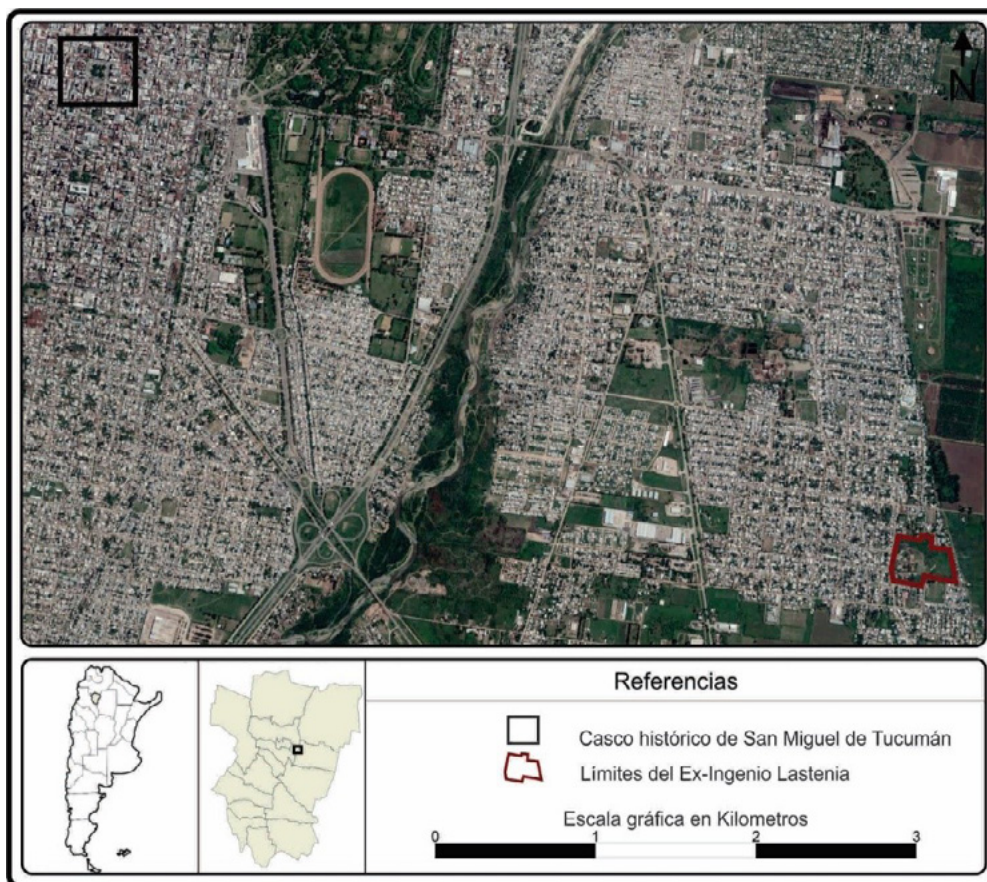 N
Referencias
Casco histórico de San Miguel de Tucumán
Límites del Ex-Ingenio Lastenia
Escala gráfica en Kilometros
0 1 2 3